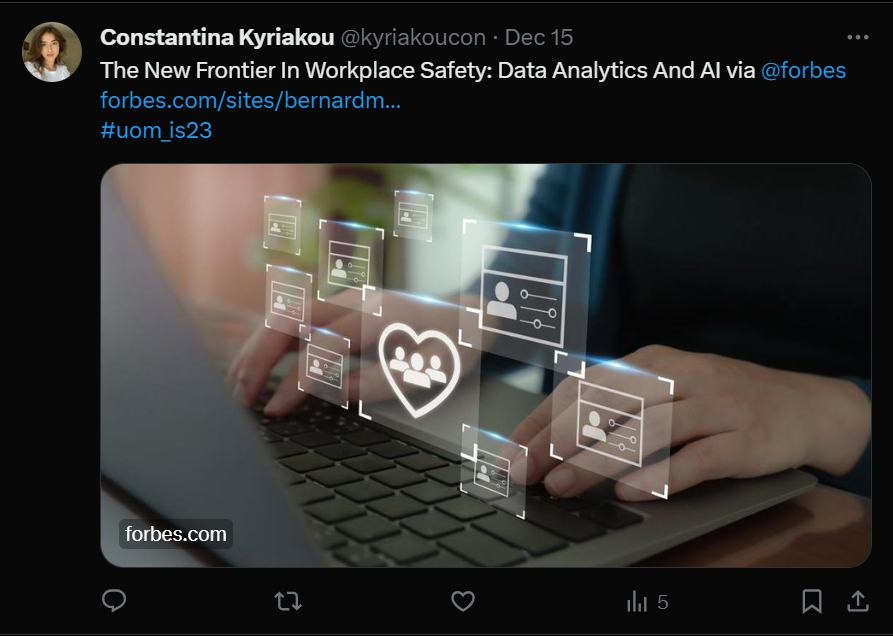 Constantina Kyriakou @kyriakoucon · Dec 15
The New Frontier In Workplace Safety: Data Analytics And AI via @forbes
forbes.com/sites/bernardm...
#uom_is23
forbes.com
5